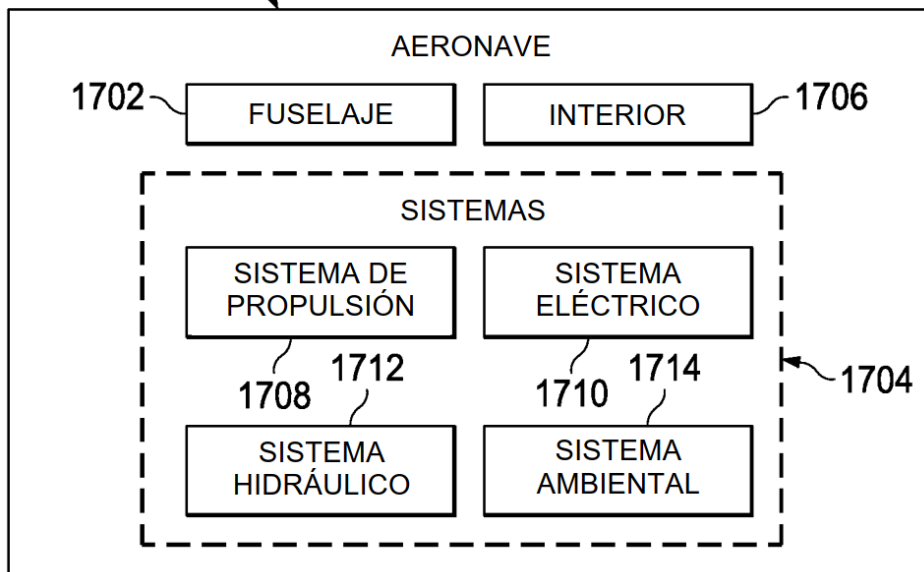 AERONAVE
1702
FUSELAJE
INTERIOR
1706
SISTEMAS
SISTEMA DE
PROPULSIÓN
SISTEMA
ELÉCTRICO
1708
1712
1710
1714
1704
SISTEMA
HIDRÁULICO
SISTEMA
AMBIENTAL